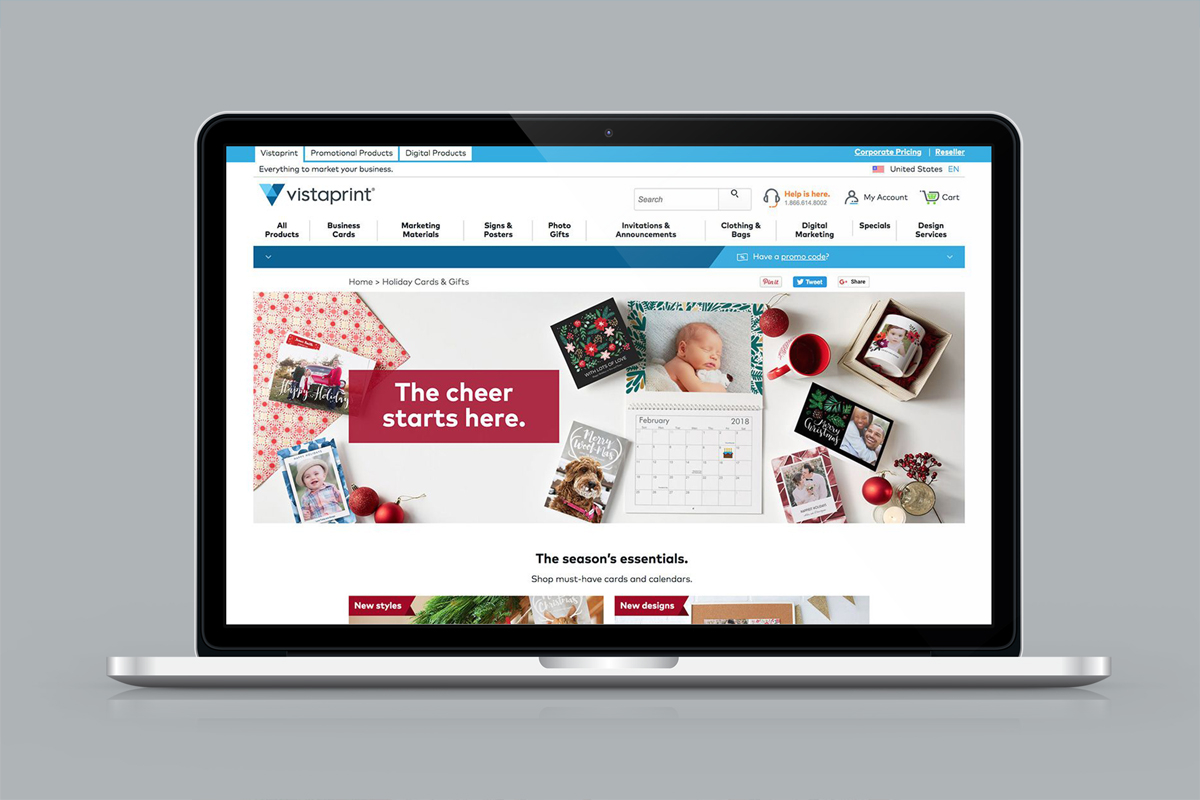 Vistaprint
Promotional Products
Digital Products
Corporate Pricing | Reseller
Everything to market your business.
United States EN
vistaprint®
Search
Help is here.
1.866.614.8002
My Account
Cart
All
Products
Business
Cards
Marketing
Materials
Signs &
Posters
Photo
Gifts
Invitations &
Announcements
Clothing &
Bags
Digital
Marketing
Specials
Design
Services
Have a promo code?
Home > Holiday Cards & Gifts
Pin it
Tweet
G+ Share
Happy Holiday
The cheer
starts here.
WITH LOTS OF LOVE
February 2018
Merry
Woof-Mas
Merry
Christmas
HAPPY HOLIDAYS
The season's essentials.
Shop must-have cards and calendars.
New styles
Christmas
New designs